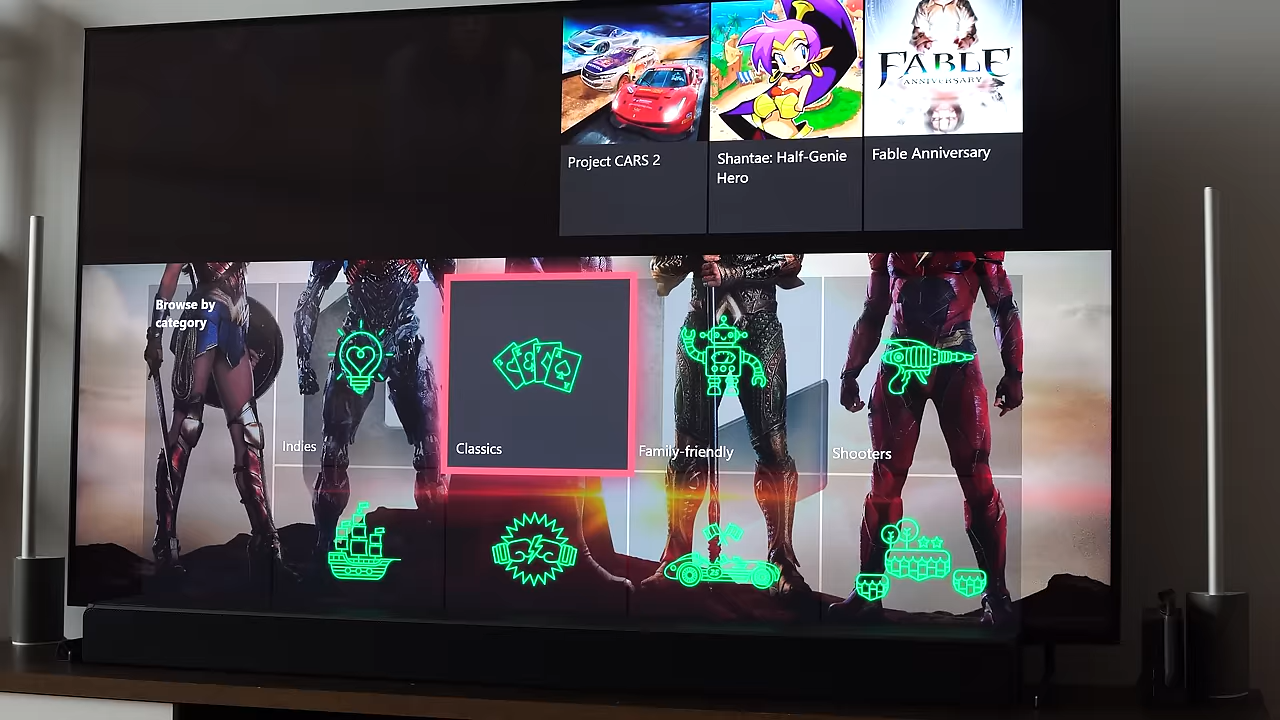 FABLE
ANNIVERSARY
Project CARS 2
Shantae: Half-Genie
Hero
Fable Anniversary
Browse by
category
Indies
Classics
Family-friendly
Shooters